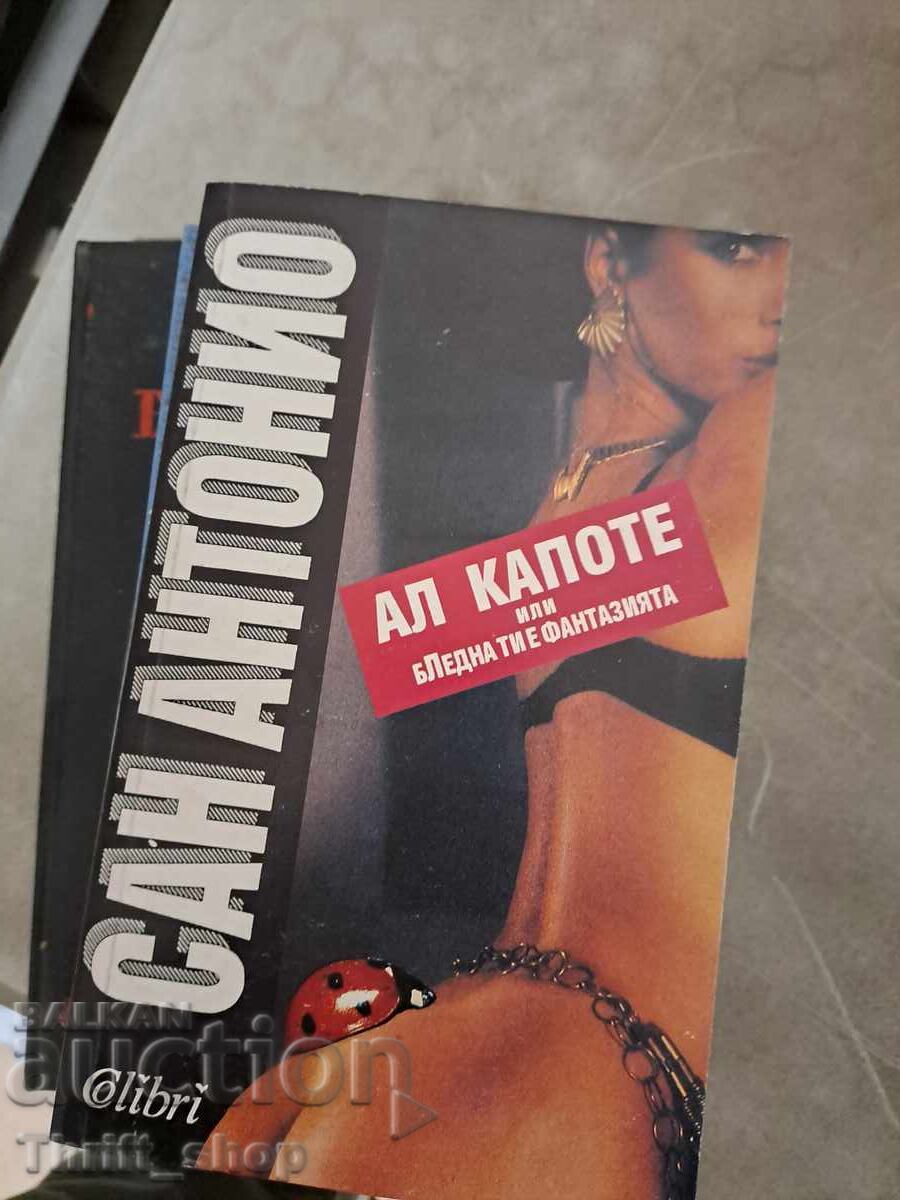 САН АНТОНИО
АЛ КАПОТЕ
или
бЛЕДНА ТИ Е ФАНТАЗИЯТА
Colibri
BALKAN
auction
Thrift_shop